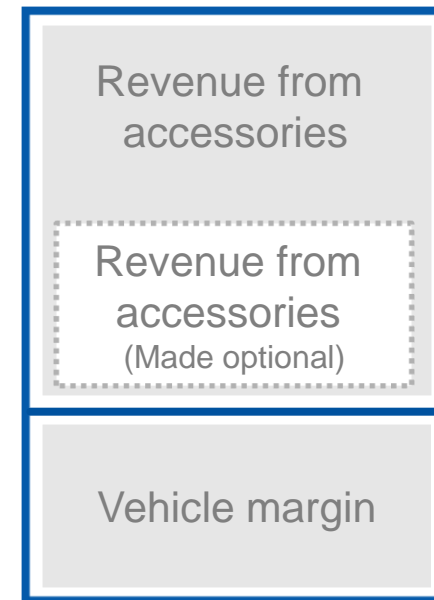 Revenue from
accessories
Revenue from
accessories
(Made optional)
Vehicle margin